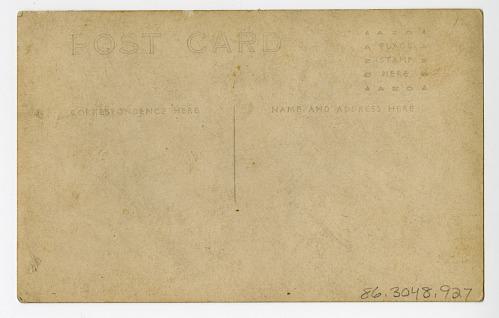 POST CARD
PLACE
STAMP
HERE
CORRESPONDENCE HERE
NAME AND ADDRESS HERE
86.3048.927